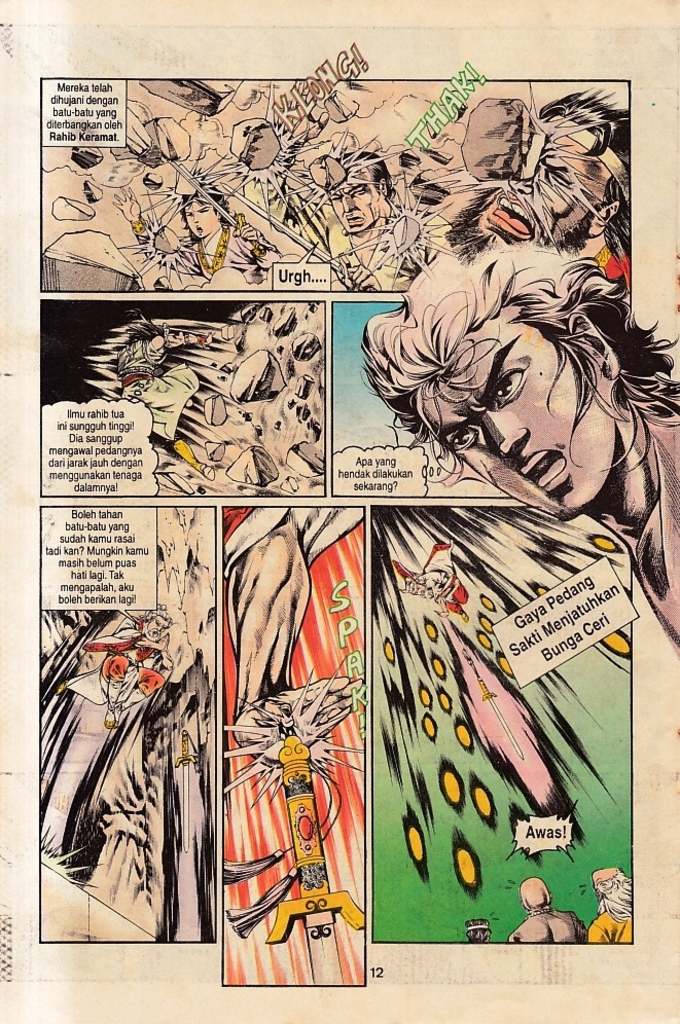 Mereka telah
dihujani dengan
batu-batu yang
diterbangkan oleh
Rahib Keramat.
KLONG!
THAK!
Urgh....
Ilmu rahib tua
ini sungguh tinggi!
Dia sanggup
mengawal pedangnya
dari jarak jauh dengan
menggunakan tenaga
dalamnya!
Apa yang
hendak dilakukan
sekarang?
Boleh tahan
batu-batu yang
sudah kamu rasai
tadi kan? Mungkin kamu
masih belum puas
hati lagi. Tak
mengapalah, aku
boleh berikan lagi!
SPAK!
Gaya Pedang
Sakti Menjatuhkan
Bunga Ceri
Awas!
12